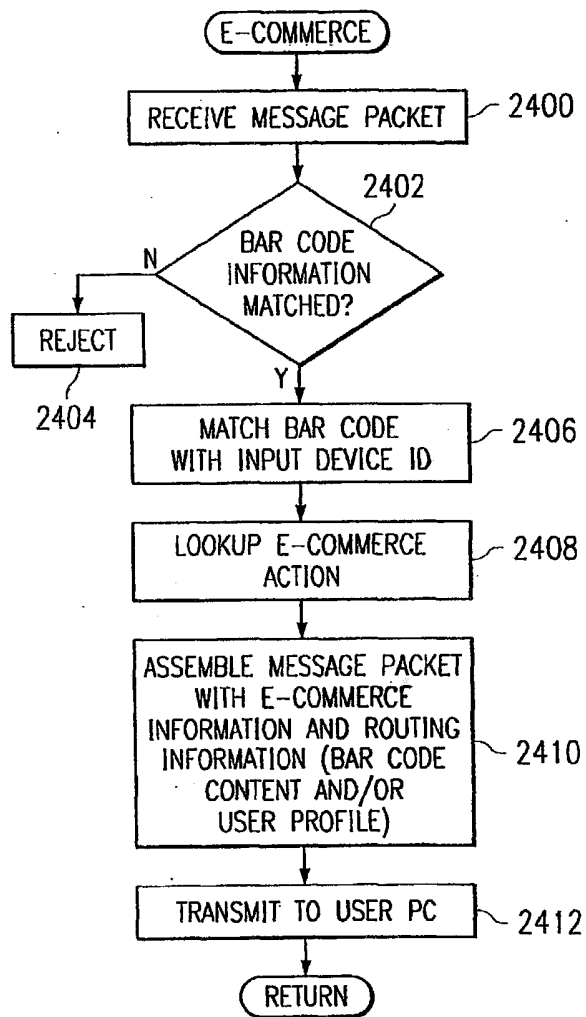 E-COMMERCE
RECEIVE MESSAGE PACKET
2400
2402
BAR CODE
INFORMATION
MATCHED?
N
REJECT
2404
Y
MATCH BAR CODE
WITH INPUT DEVICE ID
2406
LOOKUP E-COMMERCE
ACTION
2408
ASSEMBLE MESSAGE PACKET
WITH E-COMMERCE
INFORMATION AND ROUTING
INFORMATION (BAR CODE
CONTENT AND/OR
USER PROFILE)
2410
TRANSMIT TO USER PC
2412
RETURN